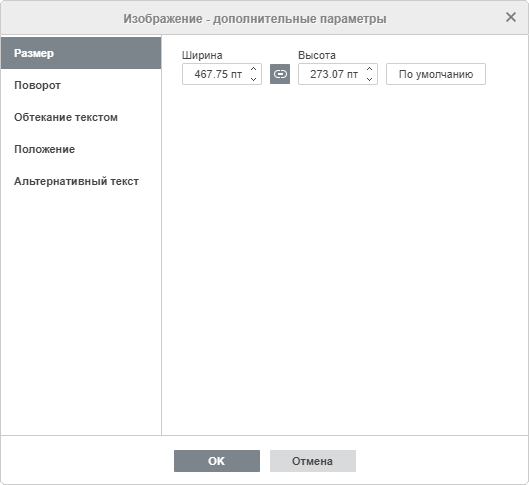 Изображение - дополнительные параметры
Размер
Поворот
Обтекание текстом
Положение
Альтернативный текст
Ширина Высота
467.75 пт 273.07 пт По умолчанию
OK Отмена